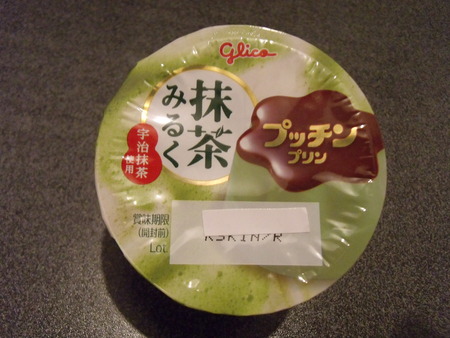 glico
抹茶
みるく
宇治抹茶
使用
プッチン
プリン
賞味期限
(開封前)
Lot